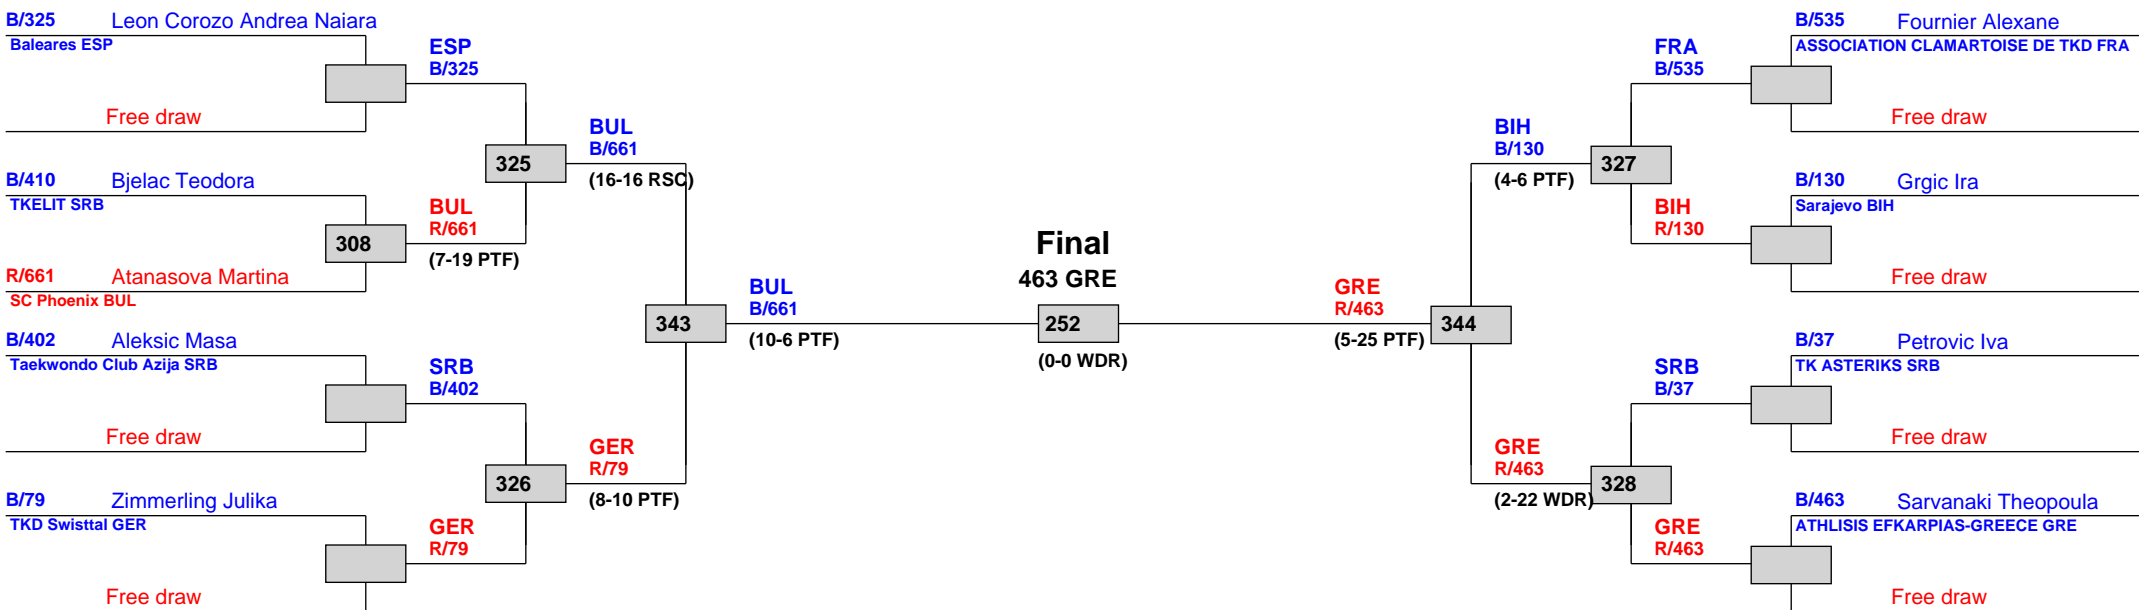 B/325 Leon Corozo Andrea Naiara
Baleares ESP
Free draw
B/410 Bjelac Teodora
TKELIT SRB
R/661 Atanasova Martina
SC Phoenix BUL
B/402 Aleksic Masa
Taekwondo Club Azija SRB
Free draw
B/79 Zimmerling Julika
TKD Swisttal GER
Free draw
308
ESP
B/325
BUL
R/661
(7-19 PTF)
SRB
B/402
GER
R/79
325
326
BUL
B/661
(16-16 RSC)
GER
R/79
(8-10 PTF)
343
BUL
B/661
(10-6 PTF)
Final
463 GRE
252
(0-0 WDR)
GRE
R/463
(5-25 PTF)
344
BIH
B/130
(4-6 PTF)
GRE
R/463
(2-22 WDR)
327
328
FRA
B/535
BIH
R/130
SRB
B/37
GRE
R/463
B/535 Fournier Alexane
ASSOCIATION CLAMARTOISE DE TKD FRA
Free draw
B/130 Grgic Ira
Sarajevo BIH
Free draw
B/37 Petrovic Iva
TK ASTERIKS SRB
Free draw
B/463 Sarvanaki Theopoula
ATHLISIS EFKARPIAS-GREECE GRE
Free draw